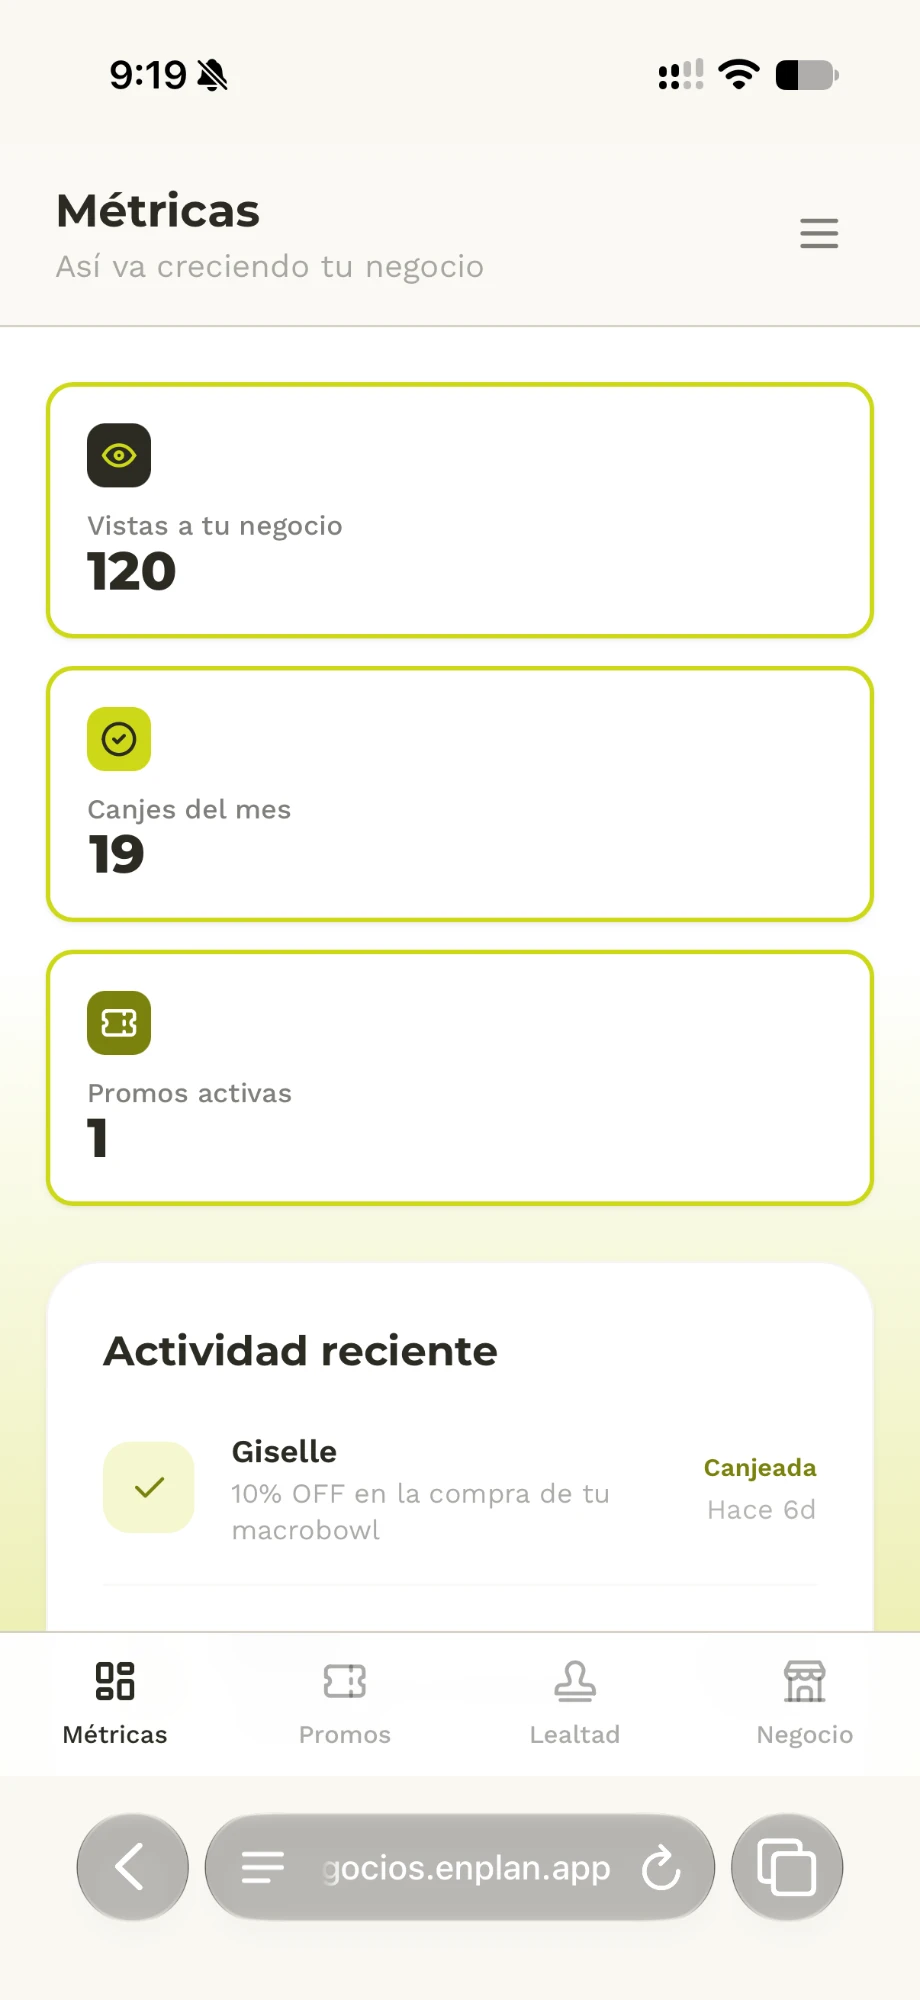 9:19
Métricas
Así va creciendo tu negocio
Vistas a tu negocio
120
Canjes del mes
19
Promos activas
1
Actividad reciente
Giselle
10% OFF en la compra de tu
macrobowl
Canjeada
Hace 6d
Métricas
Promos
Lealtad
Negocio
gocios.enplan.app